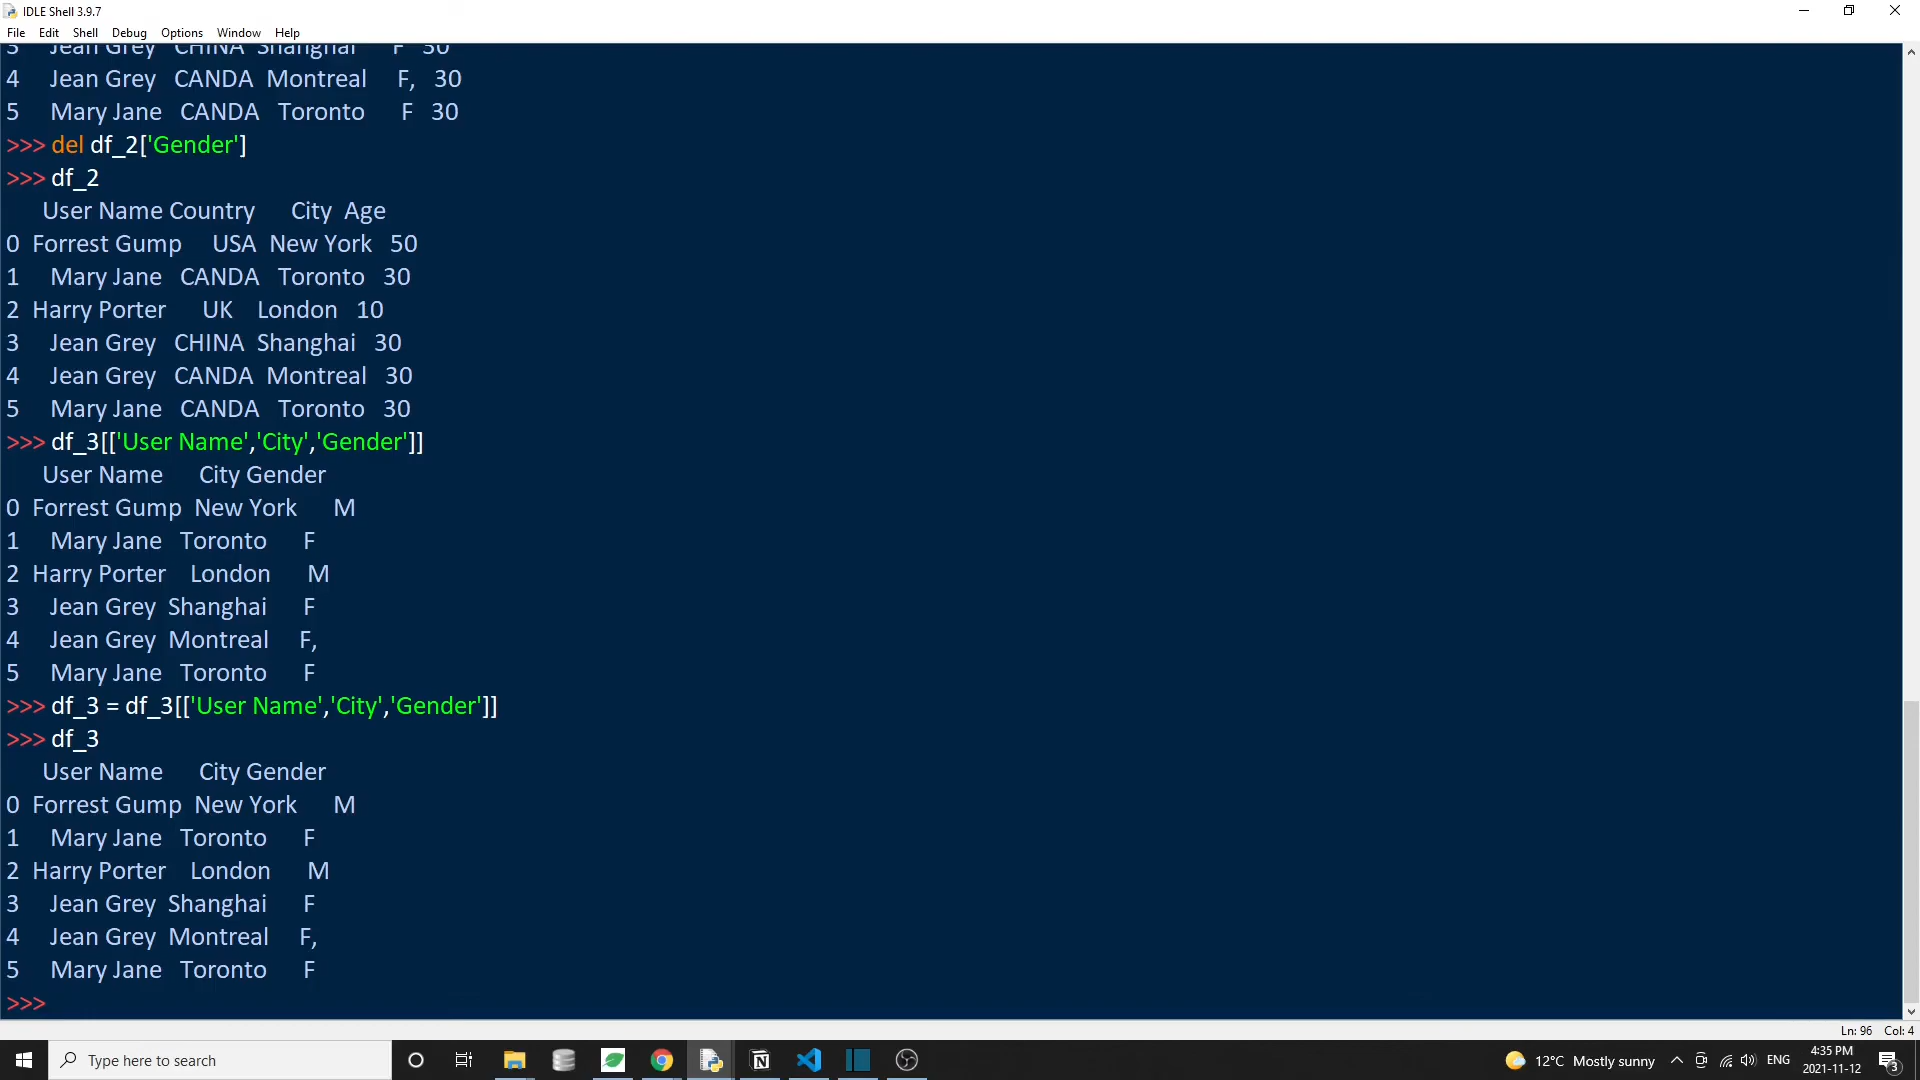 IDLE Shell 3.9.7
File Edit Shell Debug Options Window Help
3 Jean Grey CHINA Shanghai F 30
4 Jean Grey CANDA Montreal F, 30
5 Mary Jane CANDA Toronto F 30
>>> del df_2['Gender']
>>> df_2
User Name Country City Age
0 Forrest Gump USA New York 50
1 Mary Jane CANDA Toronto 30
2 Harry Porter UK London 10
3 Jean Grey CHINA Shanghai 30
4 Jean Grey CANDA Montreal 30
5 Mary Jane CANDA Toronto 30
>>> df_3[['User Name','City','Gender']]
User Name City Gender
0 Forrest Gump New York M
1 Mary Jane Toronto F
2 Harry Porter London M
3 Jean Grey Shanghai F
4 Jean Grey Montreal F,
5 Mary Jane Toronto F
>>> df_3 = df_3[['User Name','City','Gender']]
>>> df_3
User Name City Gender
0 Forrest Gump New York M
1 Mary Jane Toronto F
2 Harry Porter London M
3 Jean Grey Shanghai F
4 Jean Grey Montreal F,
5 Mary Jane Toronto F
>>>
Ln: 96 Col: 4
Type here to search
12°C Mostly sunny
ENG
4:35 PM
2021-11-12
3